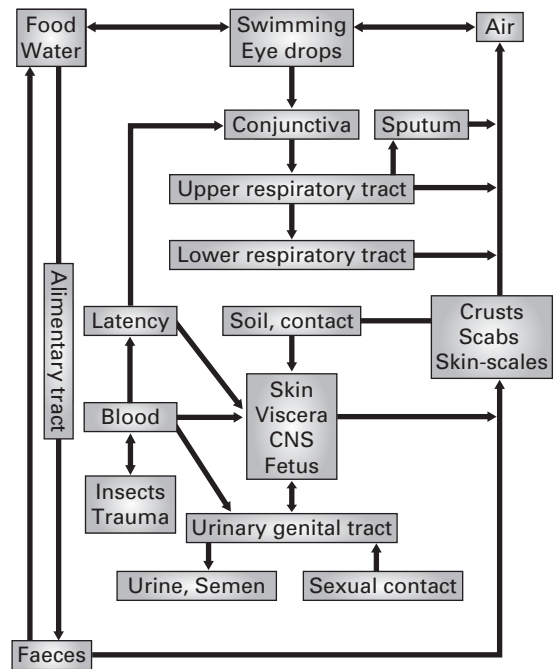 Food
Water
Swimming
Eye drops
Air
Conjunctiva
Sputum
Upper respiratory tract
Lower respiratory tract
Alimentary tract
Latency
Soil, contact
Crusts
Scabs
Skin-scales
Skin
Viscera
CNS
Fetus
Blood
Insects
Trauma
Urinary genital tract
Urine, Semen
Sexual contact
Faeces